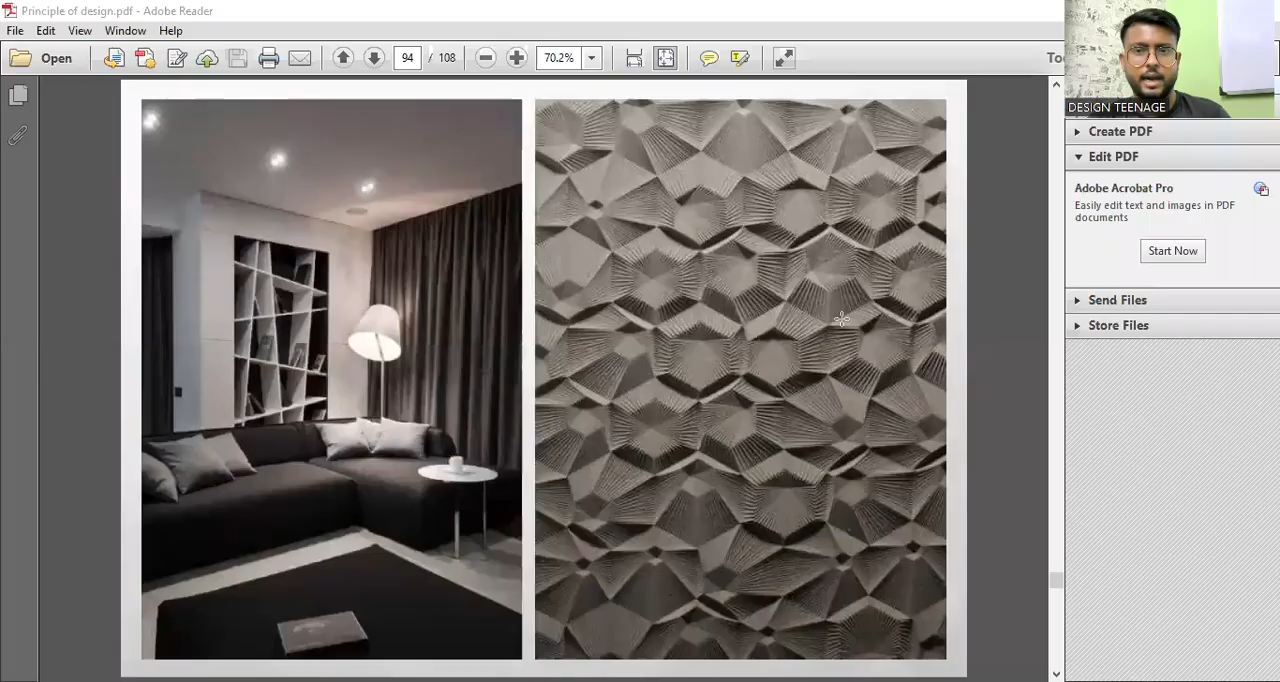 Principle of design.pdf - Adobe Reader
File Edit View Window Help
Open
94 / 103 70.2%
DESIGN TEENAGE
Create PDF
Edit PDF
Adobe Acrobat Pro
Easily edit text and images in PDF
documents
Start Now
Send Files
Store Files